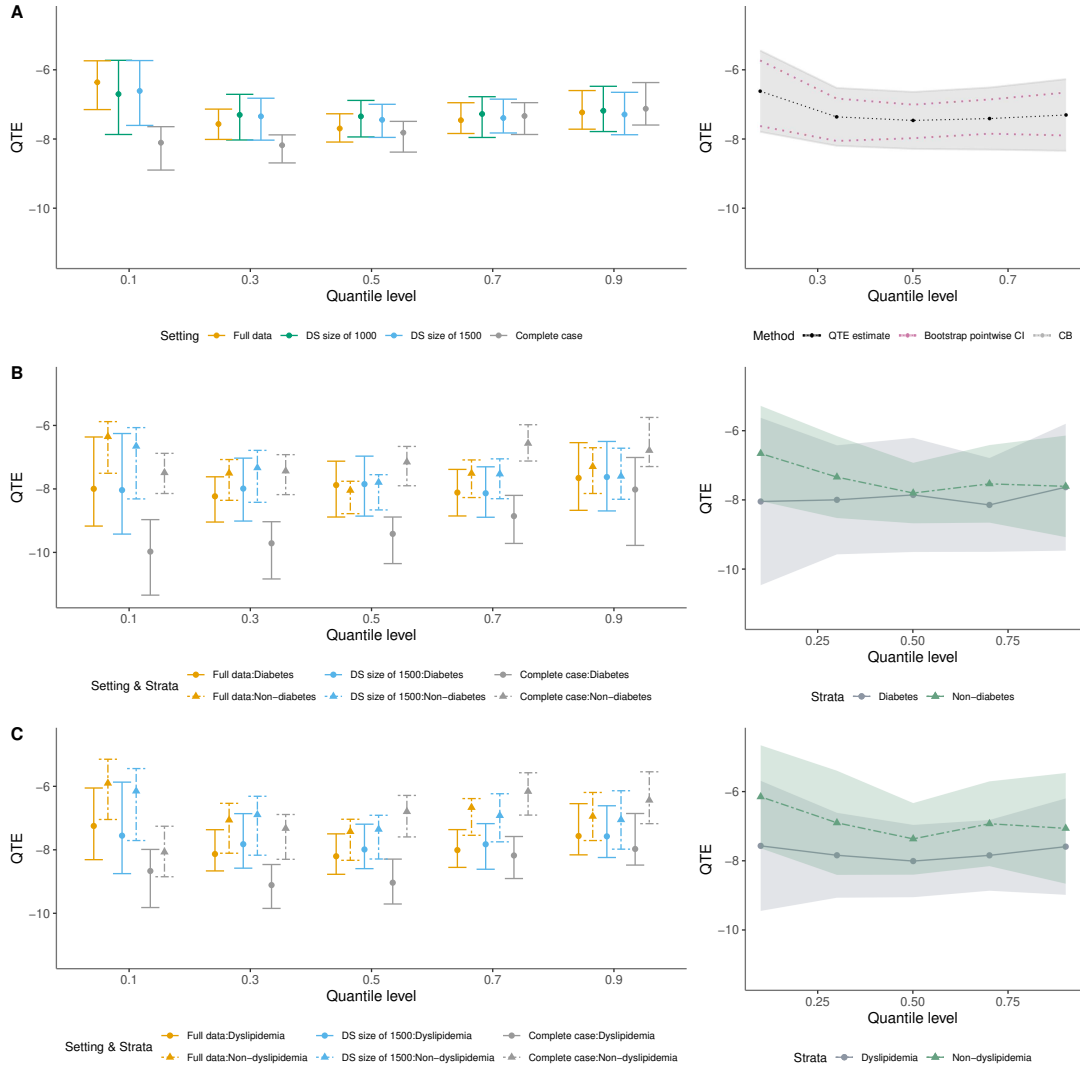 A
QTE
−6
−8
−10
0.1 0.3 0.5 0.7 0.9
Quantile level
Setting Full data DS size of 1000 DS size of 1500 Complete case
QTE
−6
−8
−10
0.3 0.5 0.7
Quantile level
Method QTE estimate Bootstrap pointwise CI CB
B
QTE
−6
−8
−10
0.1 0.3 0.5 0.7 0.9
Quantile level
Setting & Strata
Full data:Diabetes DS size of 1500:Diabetes Complete case:Diabetes
Full data:Non−diabetes DS size of 1500:Non−diabetes Complete case:Non−diabetes
QTE
−6
−8
−10
0.25 0.50 0.75
Quantile level
Strata Diabetes Non−diabetes
C
QTE
−6
−8
−10
0.1 0.3 0.5 0.7 0.9
Quantile level
Setting & Strata
Full data:Dyslipidemia DS size of 1500:Dyslipidemia Complete case:Dyslipidemia
Full data:Non−dyslipidemia DS size of 1500:Non−dyslipidemia Complete case:Non−dyslipidemia
QTE
−6
−8
−10
0.25 0.50 0.75
Quantile level
Strata Dyslipidemia Non−dyslipidemia